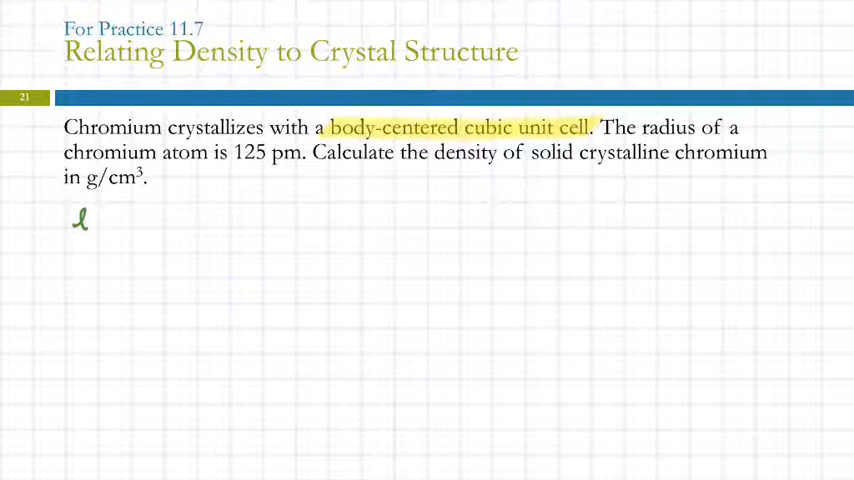 For Practice 11.7
Relating Density to Crystal Structure
21
Chromium crystallizes with a body-centered cubic unit cell. The radius of a
chromium atom is 125 pm. Calculate the density of solid crystalline chromium
in g/cm³.
l